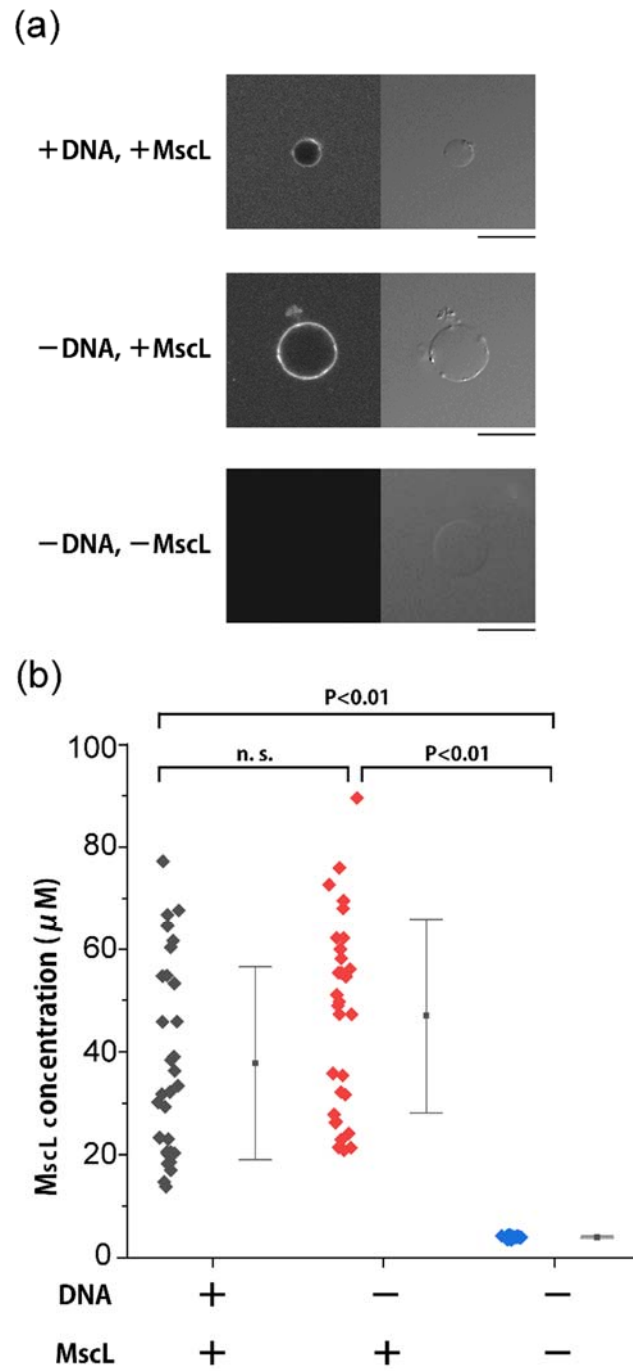 (a)
+DNA, +MscL
−DNA, +MscL
−DNA, −MscL
(b)
P<0.01
n. s.
P<0.01
100
80
60
40
20
0
MscL concentration (μM)
DNA + − −
MscL + + −